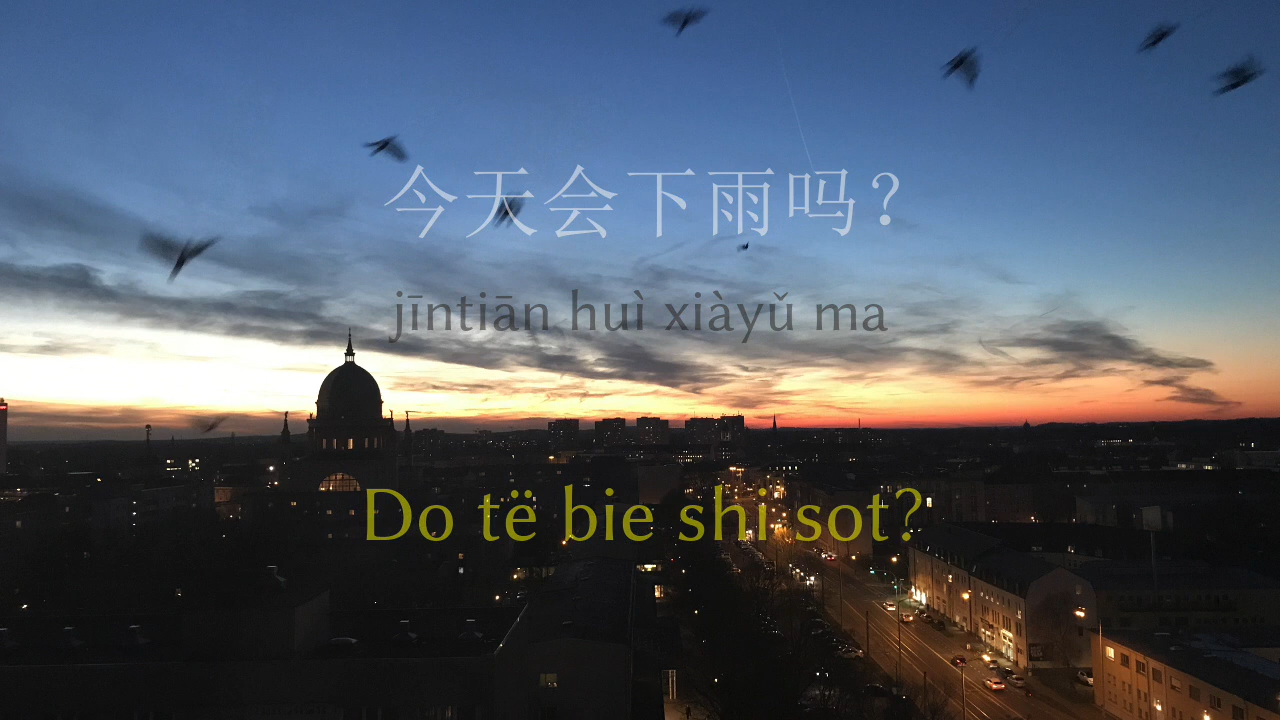 今天会下雨吗？
jīntiān huì xiàyǔ ma
Do të bie shi sot?